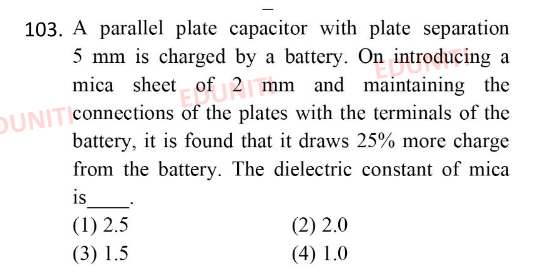 103. A parallel plate capacitor with plate separation
5 mm is charged by a battery. On introducing a
mica sheet of 2 mm and maintaining the
connections of the plates with the terminals of the
battery, it is found that it draws 25% more charge
from the battery. The dielectric constant of mica
is____.
(1) 2.5 (2) 2.0
(3) 1.5 (4) 1.0
EDUNITI
EDUNITI
DUNITI